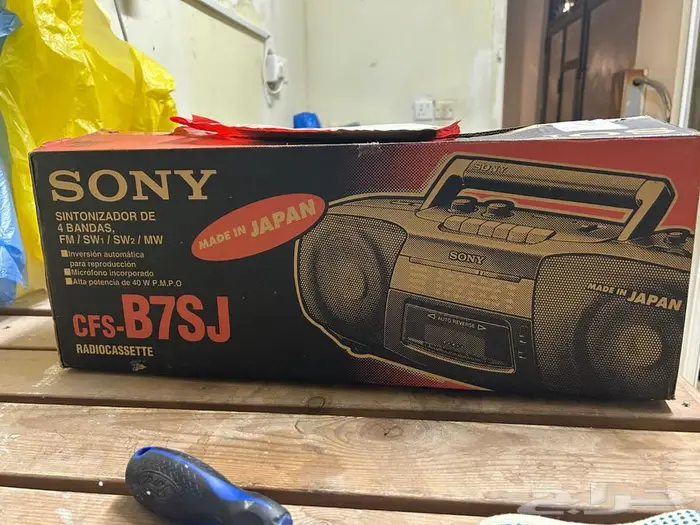 SONY
SINTONIZADOR DE
4 BANDAS,
FM / SW1 / SW2 / MW
■Inversión automática
para reproducción
■Micrófono incorporado
■Alta potencia de 40 W P.M.P.O
CFS-B7SJ
RADIOCASSETTE
MADE IN JAPAN
SONY
SONY
AUTO REVERSE
MADE IN JAPAN
حراج